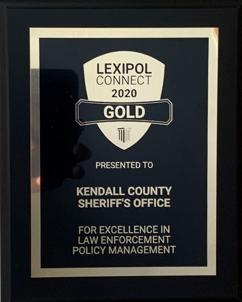 LEXIPOL
CONNECT
2020
GOLD
PRESENTED TO
KENDALL COUNTY
SHERIFF'S OFFICE
FOR EXCELLENCE IN
LAW ENFORCEMENT
POLICY MANAGEMENT